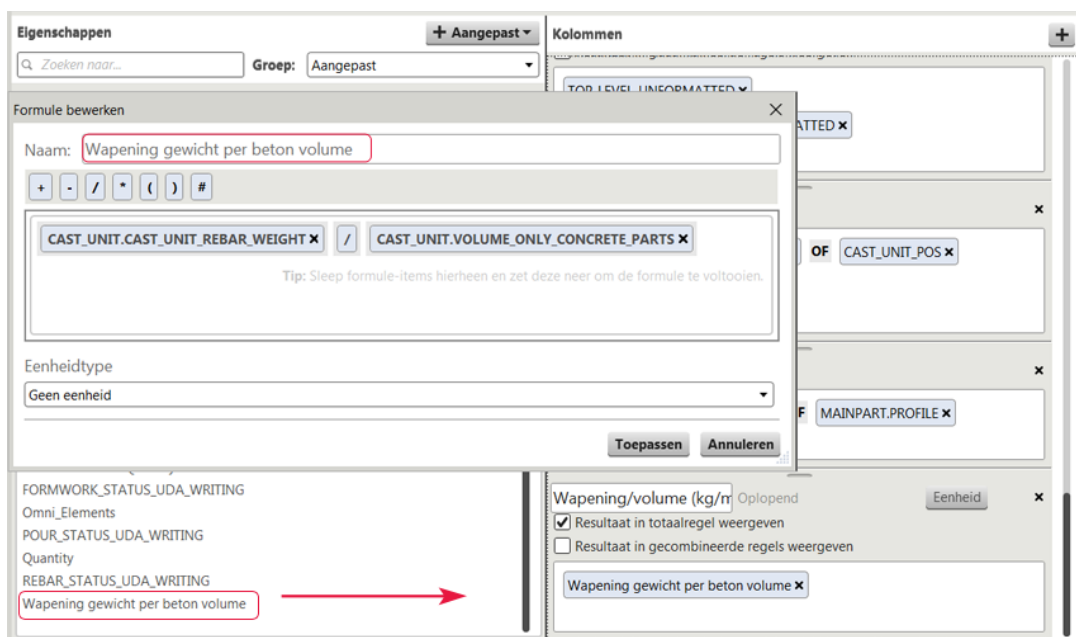 Eigenschappen
+ Aangepast
Zoeken naar...
Groep: Aangepast
Kolommen
+
TOP_LEVEL_UNFORMATTED ×
ATTED ×
Formule bewerken ×
Naam: Wapening gewicht per beton volume
+ - / * ( ) #
CAST_UNIT.CAST_UNIT_REBAR_WEIGHT × / CAST_UNIT.VOLUME_ONLY_CONCRETE_PARTS ×
Tip: Sleep formule-items hierheen en zet deze neer om de formule te voltooien.
Eenheidtype
Geen eenheid
Toepassen Annuleren
×
OF CAST_UNIT_POS ×
×
F MAINPART.PROFILE ×
FORMWORK_STATUS_UDA_WRITING
Omni_Elements
POUR_STATUS_UDA_WRITING
Quantity
REBAR_STATUS_UDA_WRITING
Wapening gewicht per beton volume
Wapening/volume (kg/m Oplopend Eenheid ×
Resultaat in totaalregel weergeven
Resultaat in gecombineerde regels weergeven
Wapening gewicht per beton volume ×